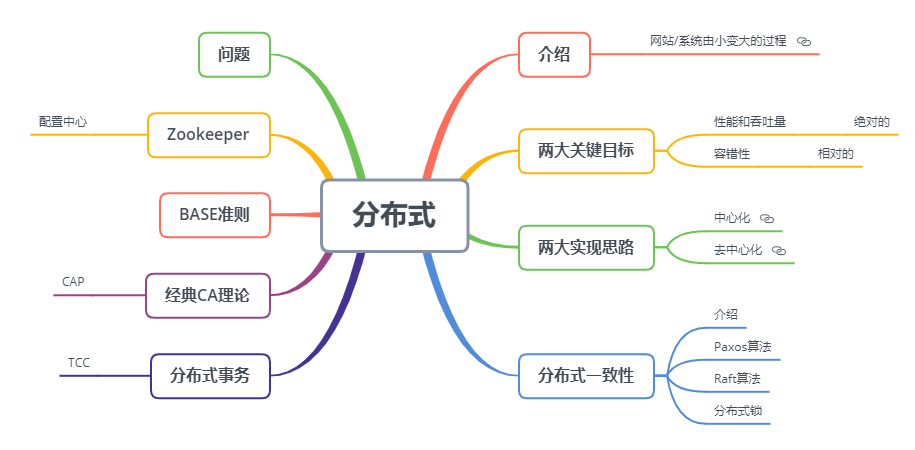 分布式
介绍
网站/系统由小变大的过程
两大关键目标
性能和吞吐量
绝对的
容错性
相对的
两大实现思路
中心化
去中心化
分布式一致性
介绍
Paxos算法
Raft算法
分布式锁
问题
Zookeeper
配置中心
BASE准则
经典CA理论
CAP
分布式事务
TCC